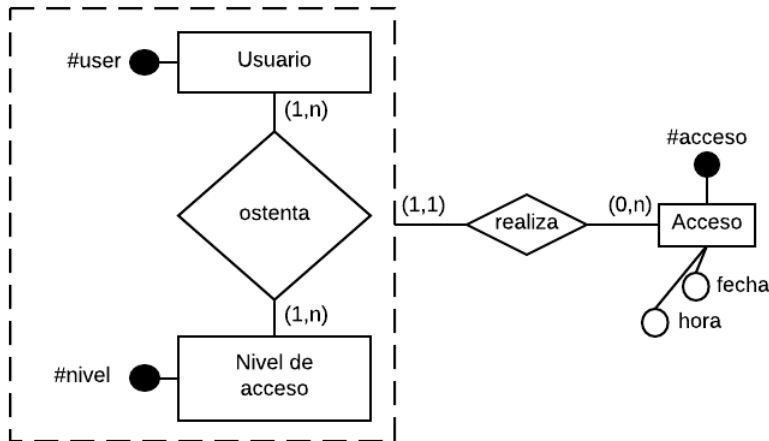 #user
Usuario
(1,n)
ostenta
(1,n)
#nivel
Nivel de
acceso
(1,1)
realiza
(0,n)
#acceso
Acceso
fecha
hora